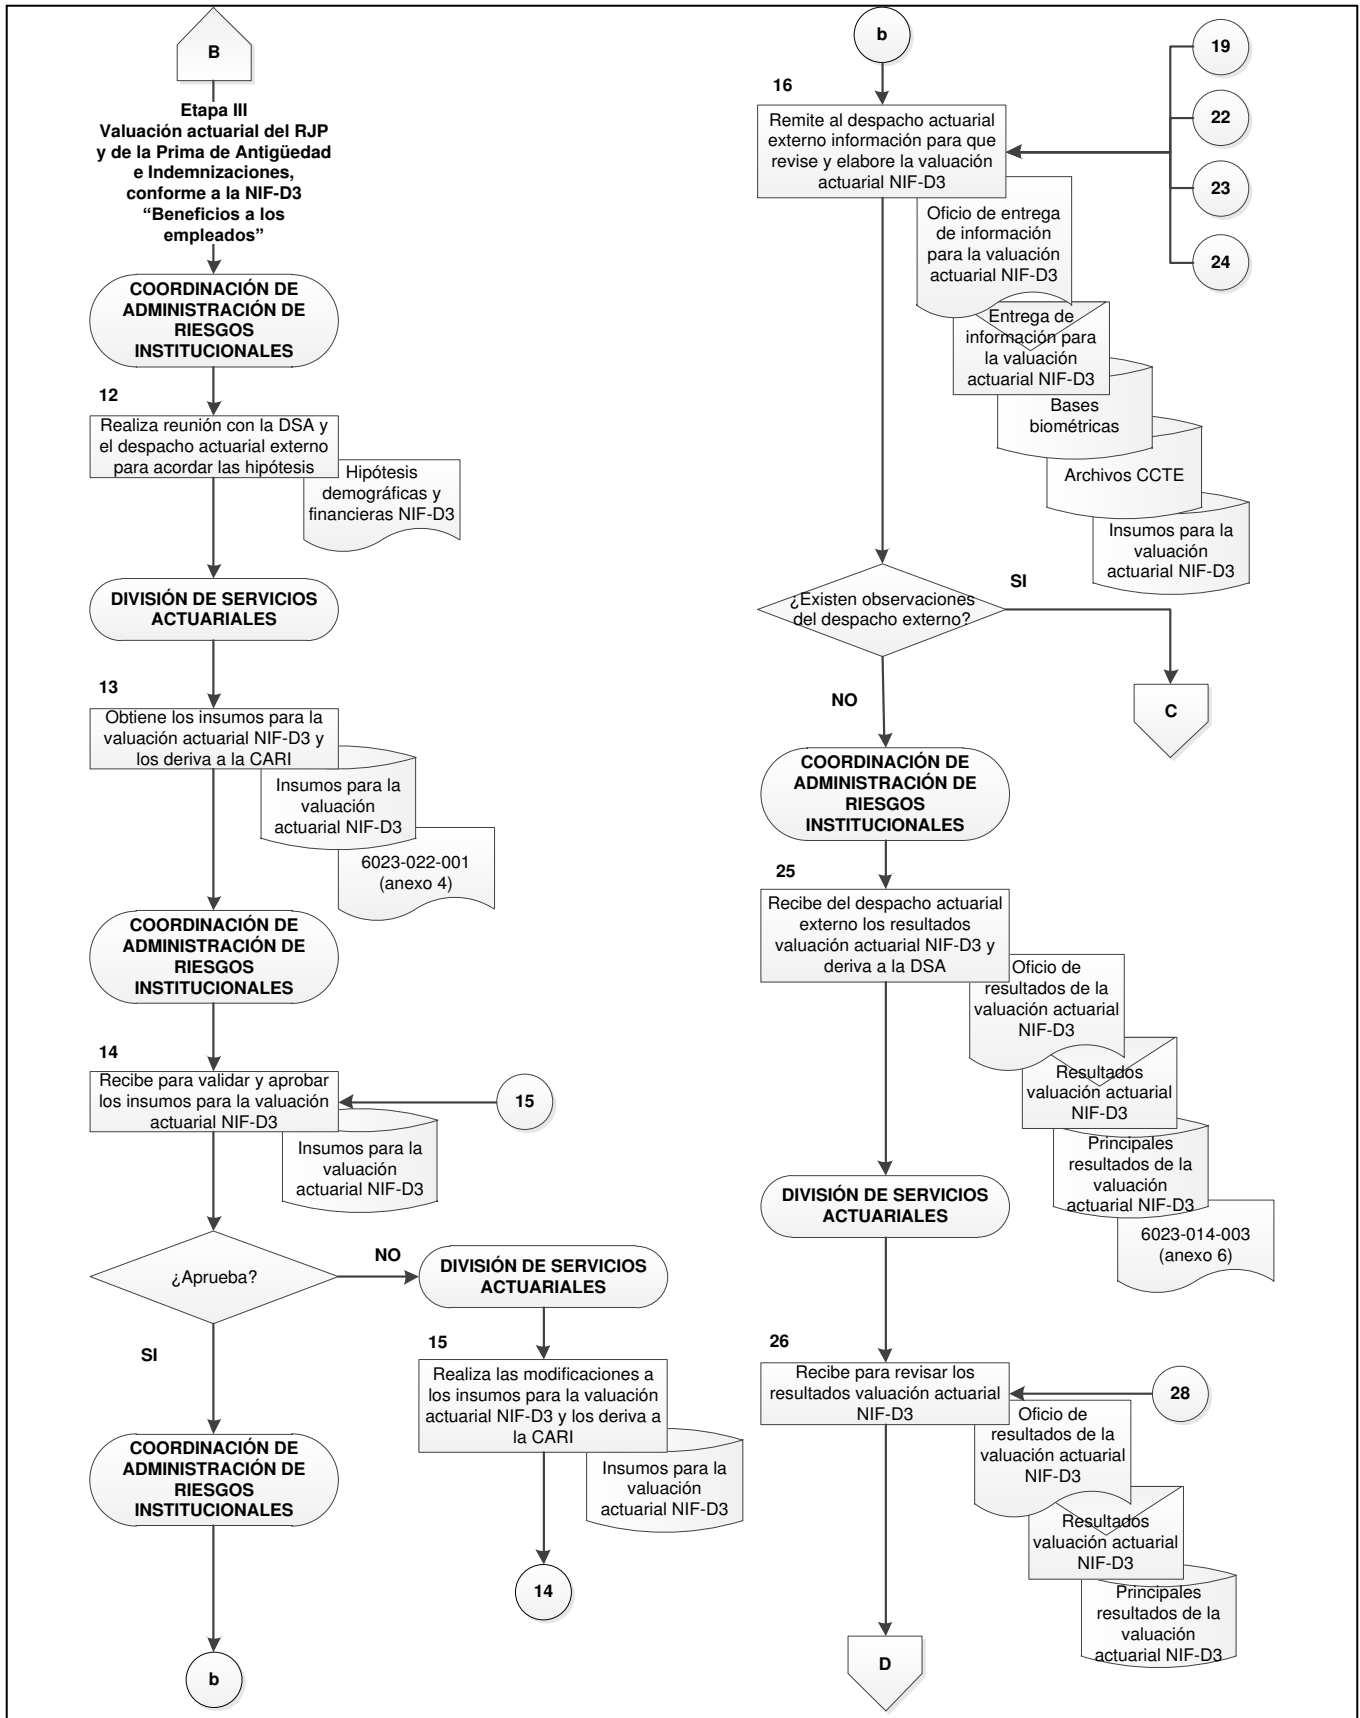 B
Etapa III
Valuación actuarial del RJP
y de la Prima de Antigüedad
e Indemnizaciones,
conforme a la NIF-D3
“Beneficios a los
empleados”
COORDINACIÓN DE
ADMINISTRACIÓN DE
RIESGOS
INSTITUCIONALES
12
Realiza reunión con la DSA y
el despacho actuarial externo
para acordar las hipótesis
Hipótesis
demográficas y
financieras NIF-D3
DIVISIÓN DE SERVICIOS
ACTUARIALES
13
Obtiene los insumos para la
valuación actuarial NIF-D3 y
los deriva a la CARI
Insumos para la
valuación
actuarial NIF-D3
6023-022-001
(anexo 4)
COORDINACIÓN DE
ADMINISTRACIÓN DE
RIESGOS
INSTITUCIONALES
14
Recibe para validar y aprobar
los insumos para la valuación
actuarial NIF-D3
15
Insumos para la
valuación
actuarial NIF-D3
¿Aprueba?
NO
DIVISIÓN DE SERVICIOS
ACTUARIALES
15
Realiza las modificaciones a
los insumos para la valuación
actuarial NIF-D3 y los deriva a
la CARI
Insumos para la
valuación
actuarial NIF-D3
14
SI
COORDINACIÓN DE
ADMINISTRACIÓN DE
RIESGOS
INSTITUCIONALES
b
b
16
Remite al despacho actuarial
externo información para que
revise y elabore la valuación
actuarial NIF-D3
19
22
23
24
Oficio de entrega
de información
para la valuación
actuarial NIF-D3
Entrega de
información para
la valuación
actuarial NIF-D3
Bases
biométricas
Archivos CCTE
Insumos para la
valuación
actuarial NIF-D3
¿Existen observaciones
del despacho externo?
SI
C
NO
COORDINACIÓN DE
ADMINISTRACIÓN DE
RIESGOS
INSTITUCIONALES
25
Recibe del despacho actuarial
externo los resultados
valuación actuarial NIF-D3 y
deriva a la DSA
Oficio de
resultados de la
valuación actuarial
NIF-D3
Resultados
valuación actuarial
NIF-D3
Principales
resultados de la
valuación
actuarial NIF-D3
6023-014-003
(anexo 6)
DIVISIÓN DE SERVICIOS
ACTUARIALES
26
Recibe para revisar los
resultados valuación actuarial
NIF-D3
28
Oficio de
resultados de la
valuación actuarial
NIF-D3
Resultados
valuación actuarial
NIF-D3
Principales
resultados de la
valuación
actuarial NIF-D3
D